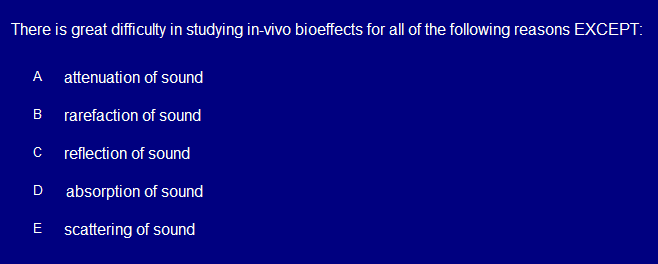 There is great difficulty in studying in-vivo bioeffects for all of the following reasons EXCEPT:
A attenuation of sound
B rarefaction of sound
C reflection of sound
D absorption of sound
E scattering of sound